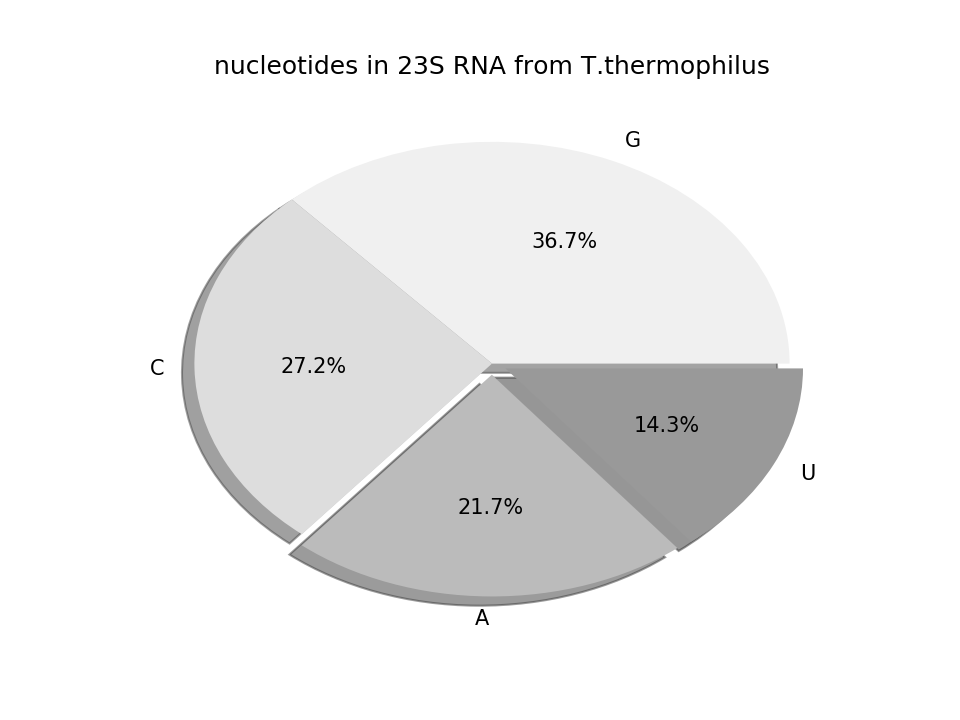 nucleotides in 23S RNA from T.thermophilus
G
36.7%
C
27.2%
14.3%
U
21.7%
A